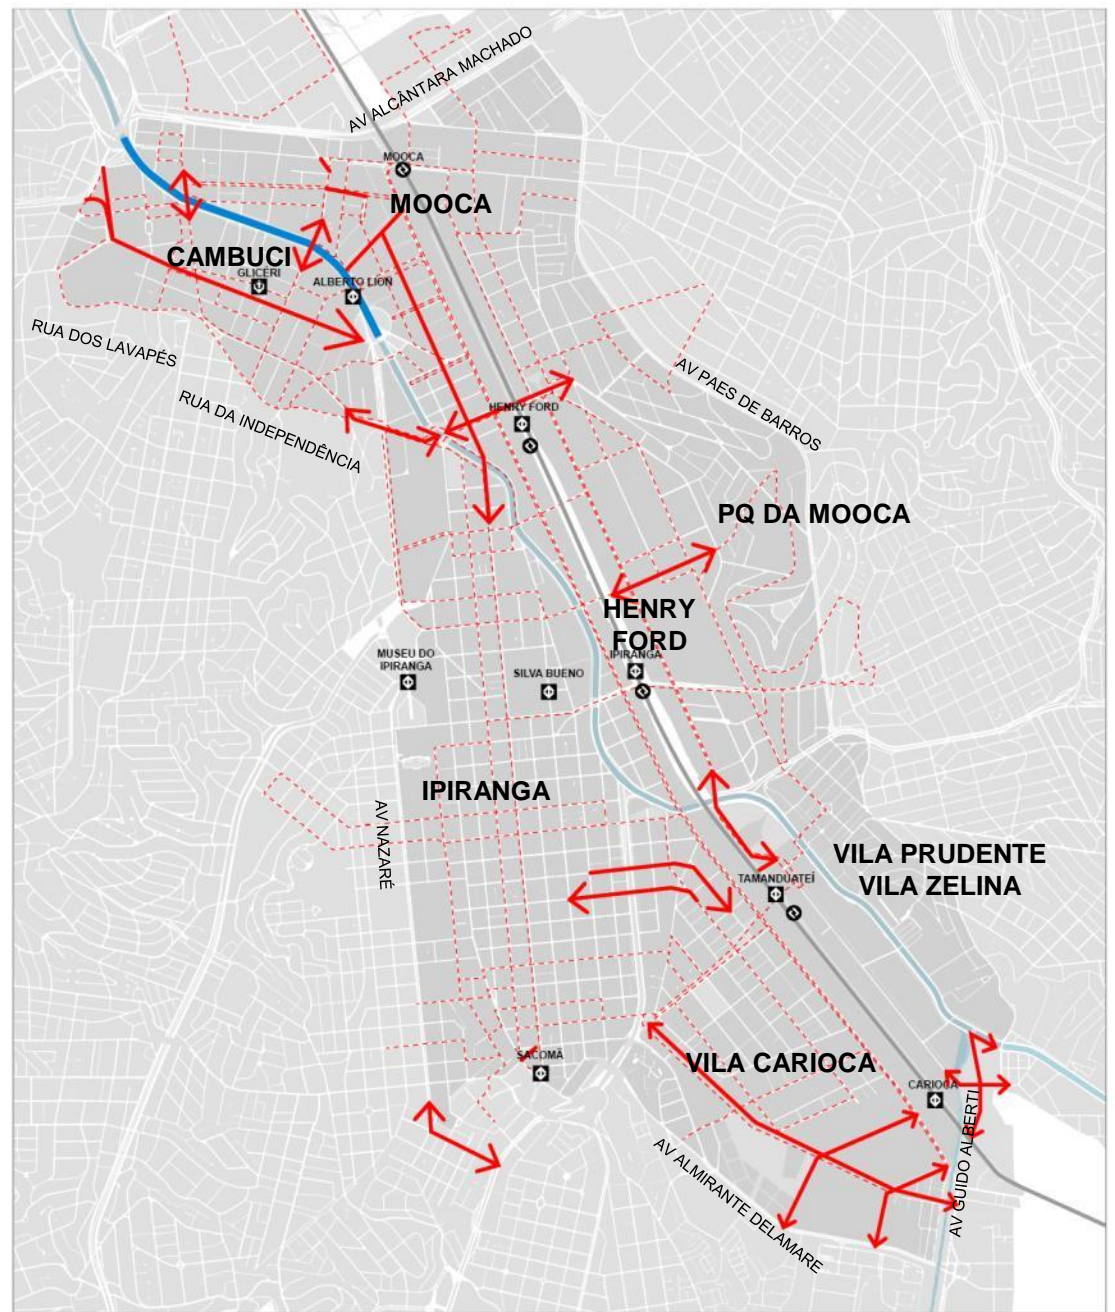 AV ALCÂNTARA MACHADO
MOOCA
MOOCA
CAMBUCI
GLICÉRI
ALBERTO LION
RUA DOS LAVAPÉS
RUA DA INDEPENDÊNCIA
AV PAES DE BARROS
HENRY FORD
PQ DA MOOCA
HENRY
FORD
IPIRANGA
MUSEU DO
IPIRANGA
SILVA BUENO
IPIRANGA
AV NAZARÉ
VILA PRUDENTE
VILA ZELINA
TAMANDUATEÍ
VILA CARIOCA
SACOMÃ
CARIOCA
AV GUIDO ALBERTI
AV ALMIRANTE DELAMARE